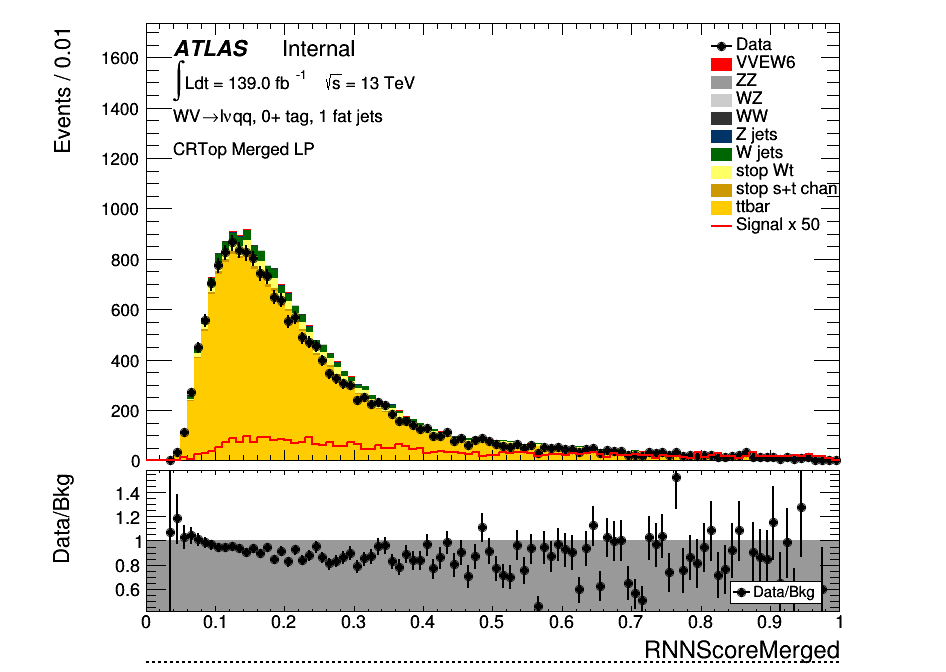 ATLAS Internal
∫Ldt = 139.0 fb⁻¹ √s = 13 TeV
WV→lνqq, 0+ tag, 1 fat jets
CRTop Merged LP
Data
VVEW6
ZZ
WZ
WW
Z jets
W jets
stop Wt
stop s+t chan
ttbar
Signal x 50
Events / 0.01
1600
1400
1200
1000
800
600
400
200
0
Data/Bkg
1.4
1.2
1
0.8
0.6
Data/Bkg
0 0.1 0.2 0.3 0.4 0.5 0.6 0.7 0.8 0.9 1
RNNScoreMerged